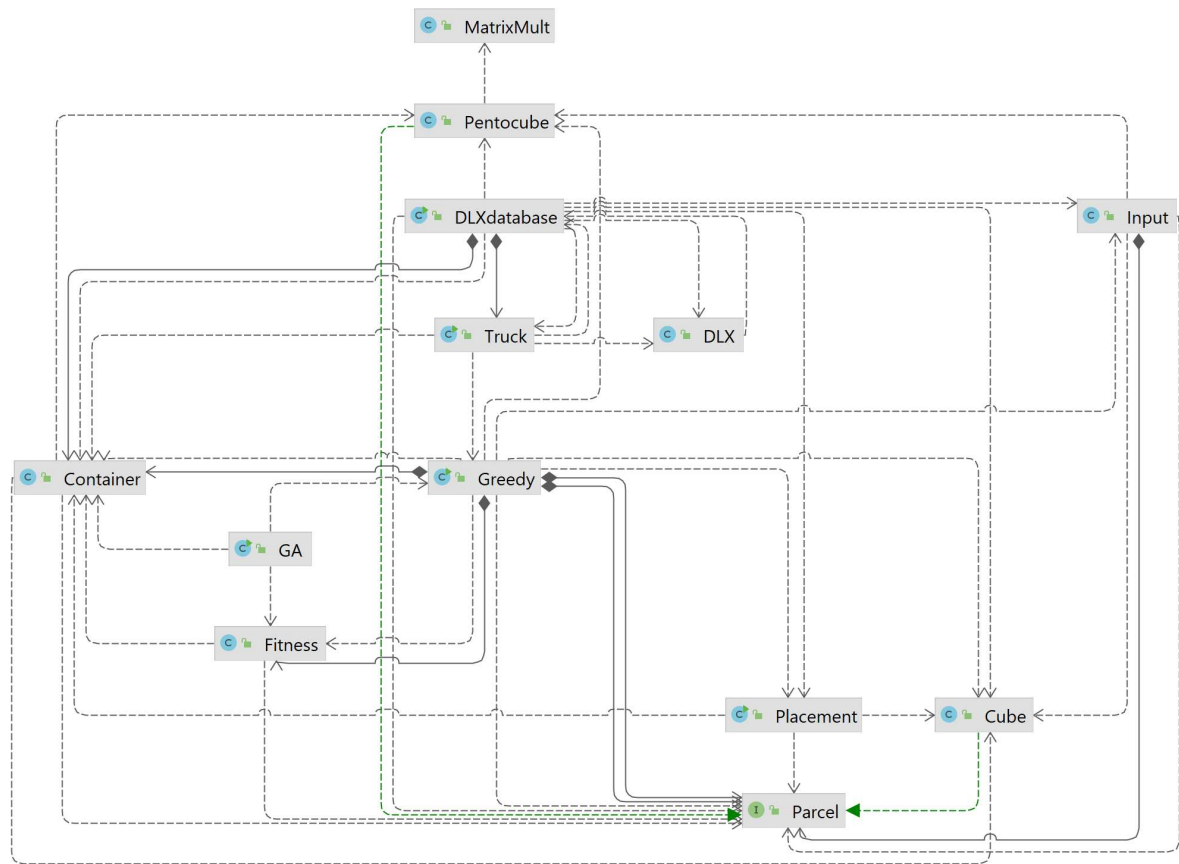 C MatrixMult
C Pentocube
C DLXdatabase
C Input
C Truck
C DLX
C Container
C Greedy
C GA
C Fitness
C Placement
C Cube
I Parcel